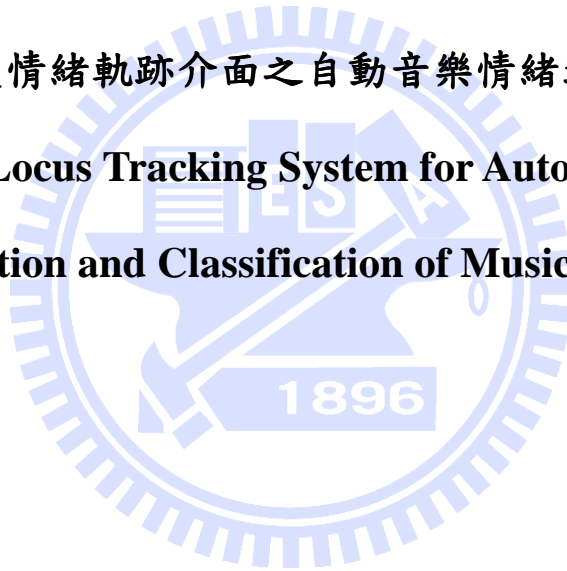 情緒軌跡介面之自動音樂情緒
Locus Tracking System for Auto
tion and Classification of Music
ESA
1896